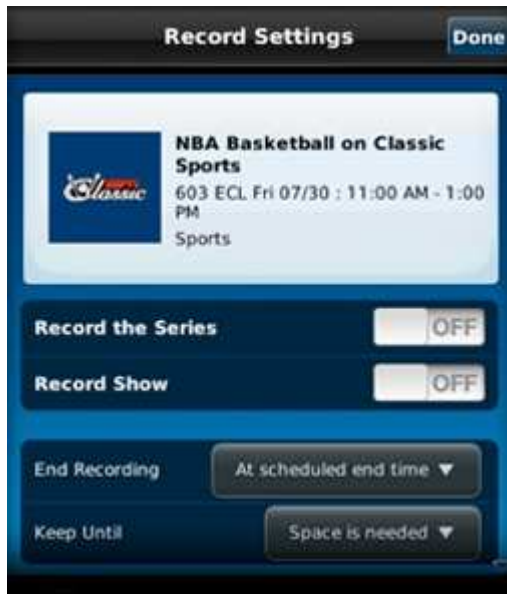 Record Settings
Done
NBA Basketball on Classic
Sports
603 ECL Fri 07/30 : 11:00 AM - 1:00
PM
Sports
Classic
Record the Series
OFF
Record Show
OFF
End Recording
At scheduled end time ▼
Keep Until
Space is needed ▼